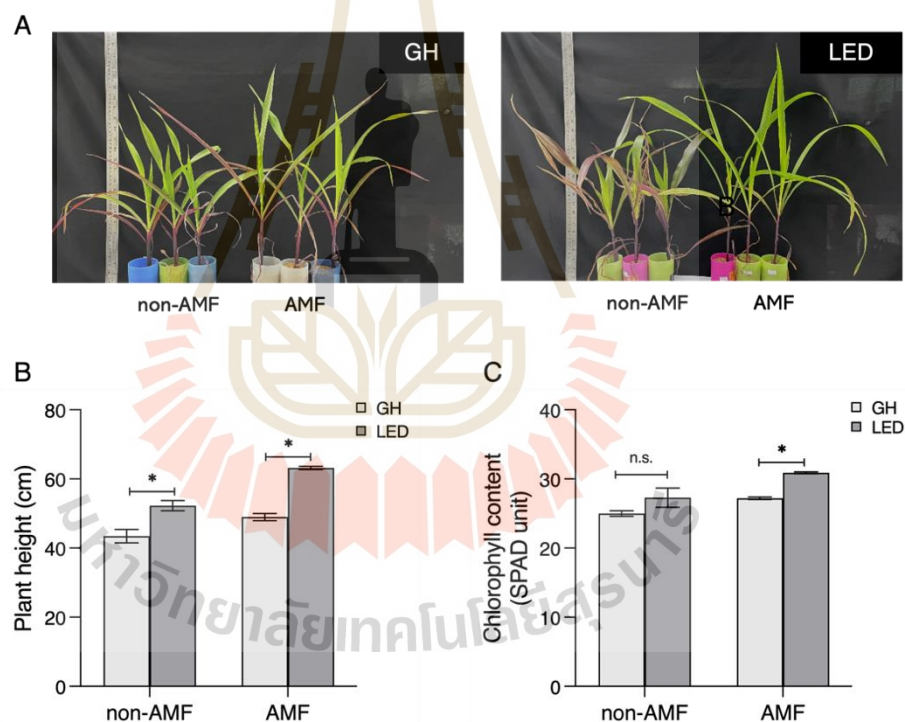 A
GH
LED
non-AMF
AMF
non-AMF
AMF
B
Plant height (cm)
80
60
40
20
0
GH
LED
*
*
non-AMF
AMF
C
Chlorophyll content
(SPAD unit)
40
30
20
10
0
GH
LED
n.s.
*
non-AMF
AMF
มหาวิทยาลัยเทคโนโลยีสุรนารี